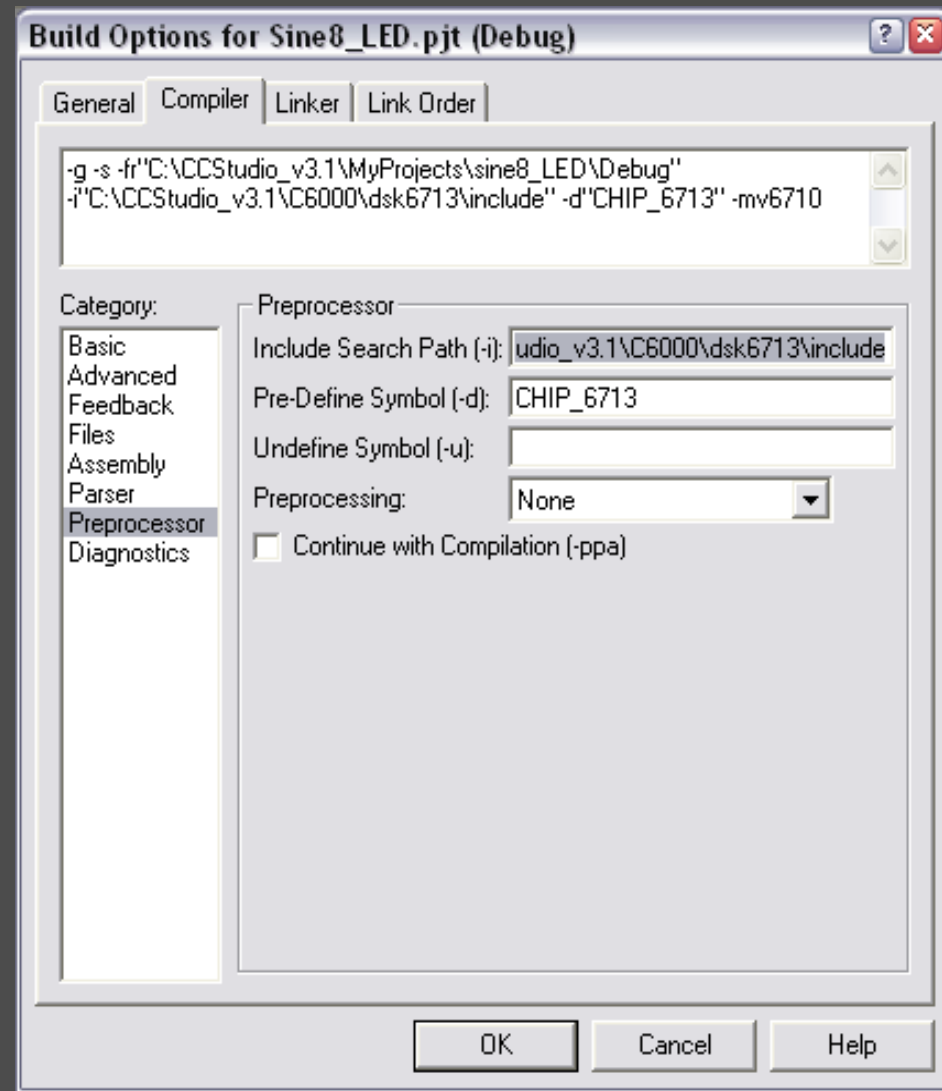 Build Options for Sine8_LED.pjt (Debug)
General Compiler Linker Link Order
-g -s -fr"C:\CCStudio_v3.1\MyProjects\sine8_LED\Debug"
-i"C:\CCStudio_v3.1\C6000\dsk6713\include" -d"CHIP_6713" -mv6710
Category:
Basic
Advanced
Feedback
Files
Assembly
Parser
Preprocessor
Diagnostics
Preprocessor
Include Search Path (-i): udio_v3.1\C6000\dsk6713\include
Pre-Define Symbol (-d): CHIP_6713
Undefine Symbol (-u):
Preprocessing: None
Continue with Compilation (-ppa)
OK Cancel Help